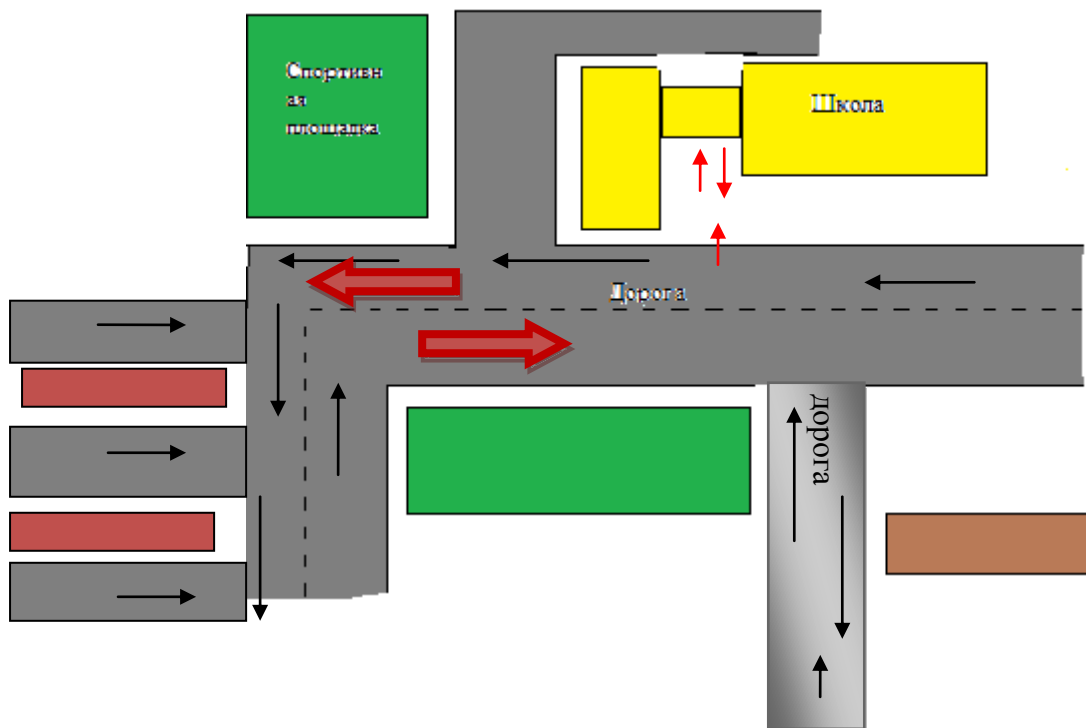 Спортивн
ая
площадка
Школа
Дорога
дорога